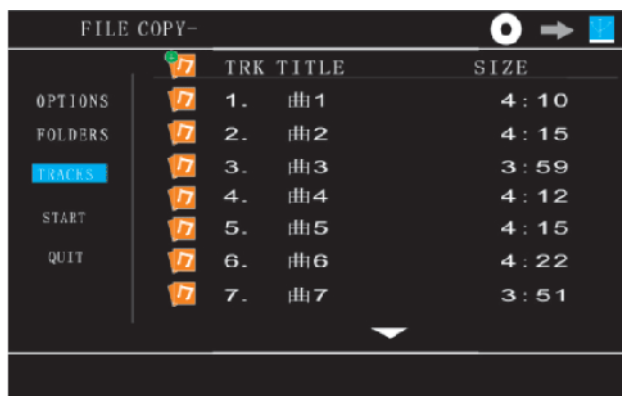 FILE COPY-
TRK TITLE SIZE
OPTIONS
FOLDERS
TRACKS
START
QUIT
1. 曲1 4:10
2. 曲2 4:15
3. 曲3 3:59
4. 曲4 4:12
5. 曲5 4:15
6. 曲6 4:22
7. 曲7 3:51